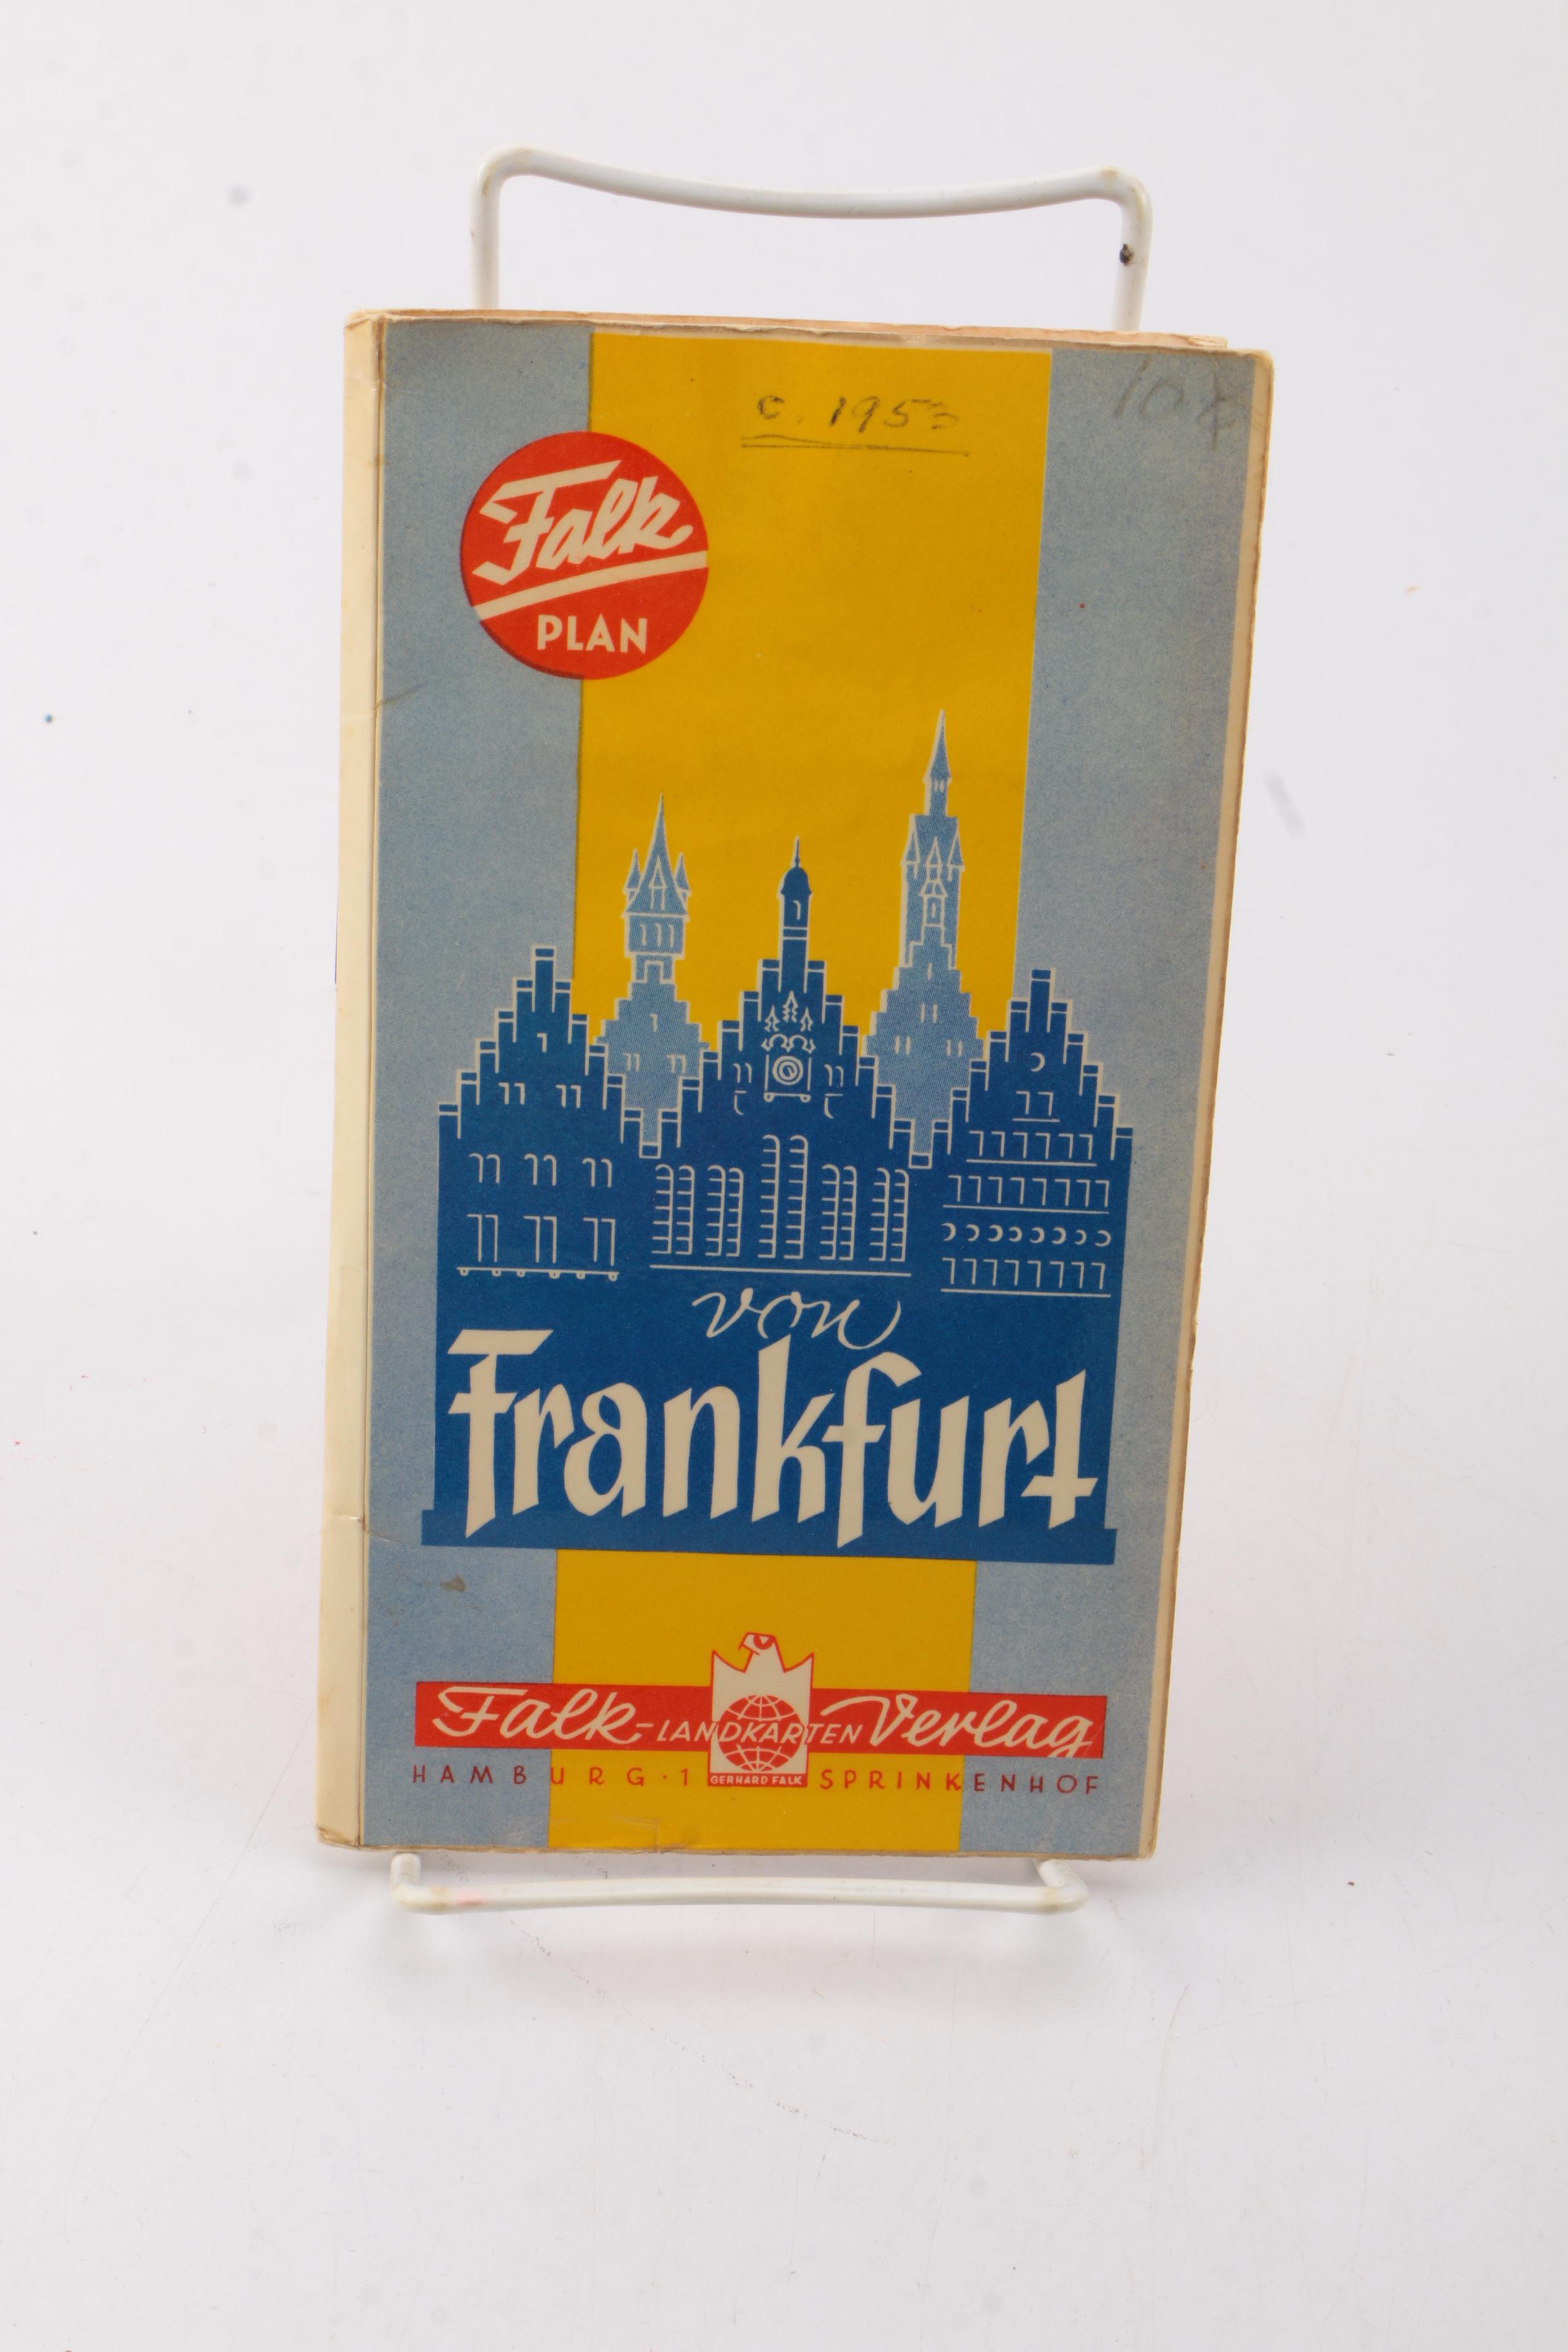 c. 1953
Falk
PLAN
von
Frankfurt
Falk-LANDKARTEN Verlag
HAMBURG·1 GERHARD FALK SPRINKENHOF